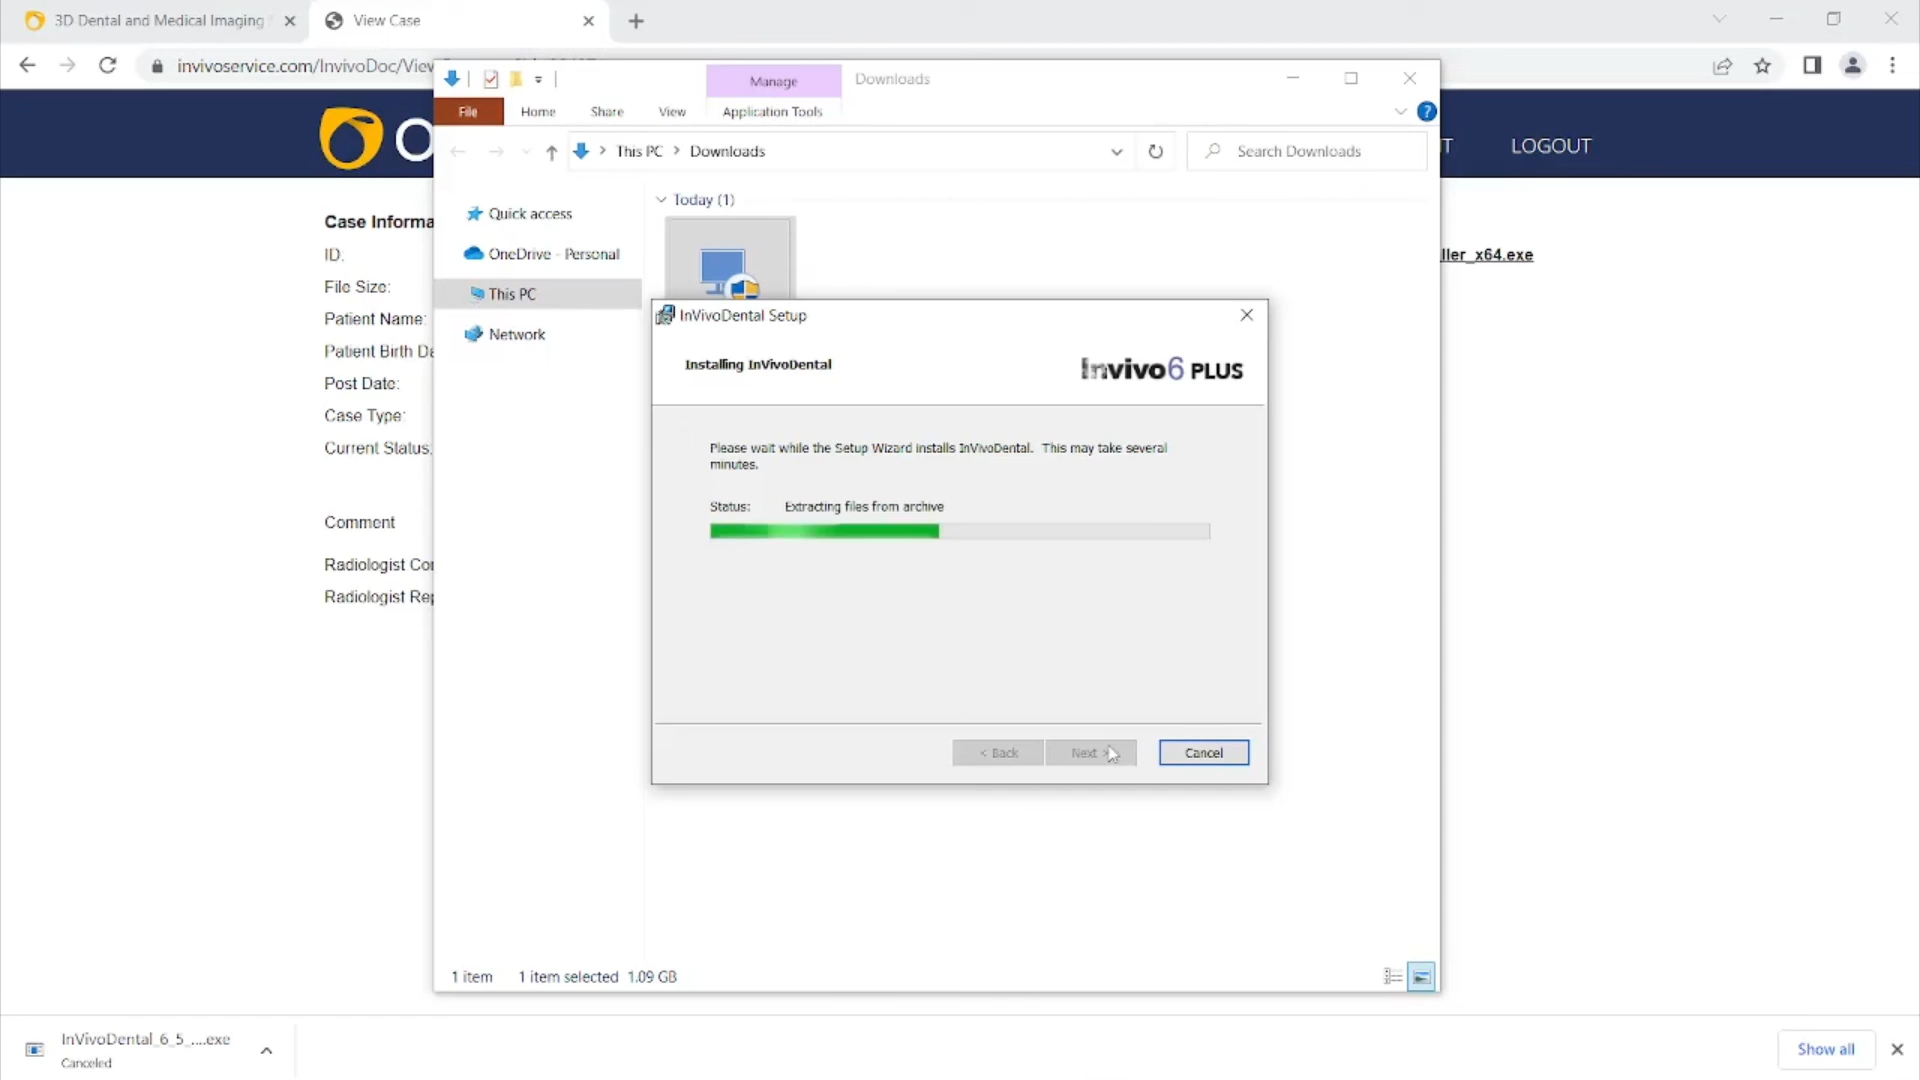 3D Dental and Medical Imaging
View Case
invivoservice.com/InvivoDoc/View
Manage
Downloads
File
Home
Share
View
Application Tools
This PC
Downloads
Search Downloads
LOGOUT
Today (1)
Quick access
OneDrive - Personal
This PC
Network
Case Informa
ID:
ller_x64.exe
File Size:
Patient Name:
Patient Birth Da
Post Date:
Case Type:
Current Status:
Comment
Radiologist Co
Radiologist Rep
InVivoDental Setup
Installing InVivoDental
Invivo6 PLUS
Please wait while the Setup Wizard installs InVivoDental. This may take several
minutes.
Status: Extracting files from archive
< Back
Next >
Cancel
1 item 1 item selected 1.09 GB
InVivoDental_6_5_....exe
Canceled
Show all